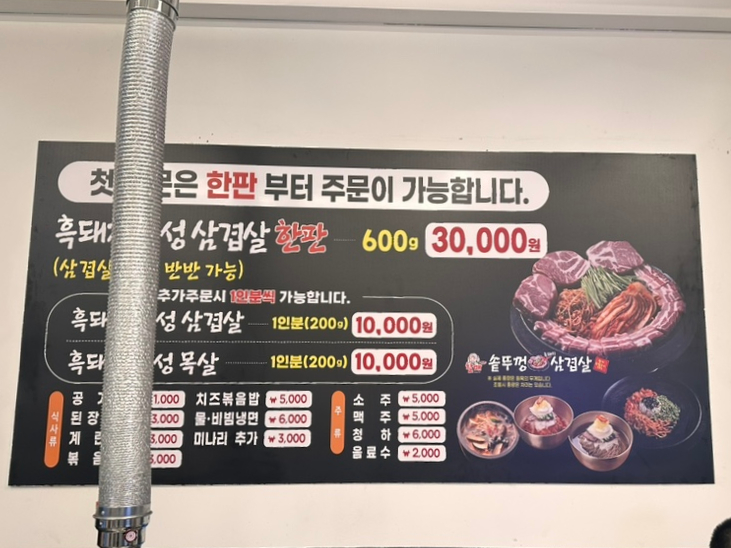 첫 문은 한판 부터 주문이 가능합니다.
흑돼 성 삼겹살 한판 600g 30,000원
(삼겹살 반반 가능)
추가주문시 1인분씩 가능합니다.
흑돼 성 삼겹살 1인분(200g) 10,000원
흑돼 성 목살 1인분(200g) 10,000원
식사류
공 1,000
된장 3,000
계란 3,000
볶음 3,000
치즈볶음밥 ₩5,000
물·비빔냉면 ₩6,000
미나리 추가 ₩3,000
주류
소주 ₩5,000
맥주 ₩5,000
청하 ₩6,000
음료수 ₩2,000
솥뚜껑 삼겹살